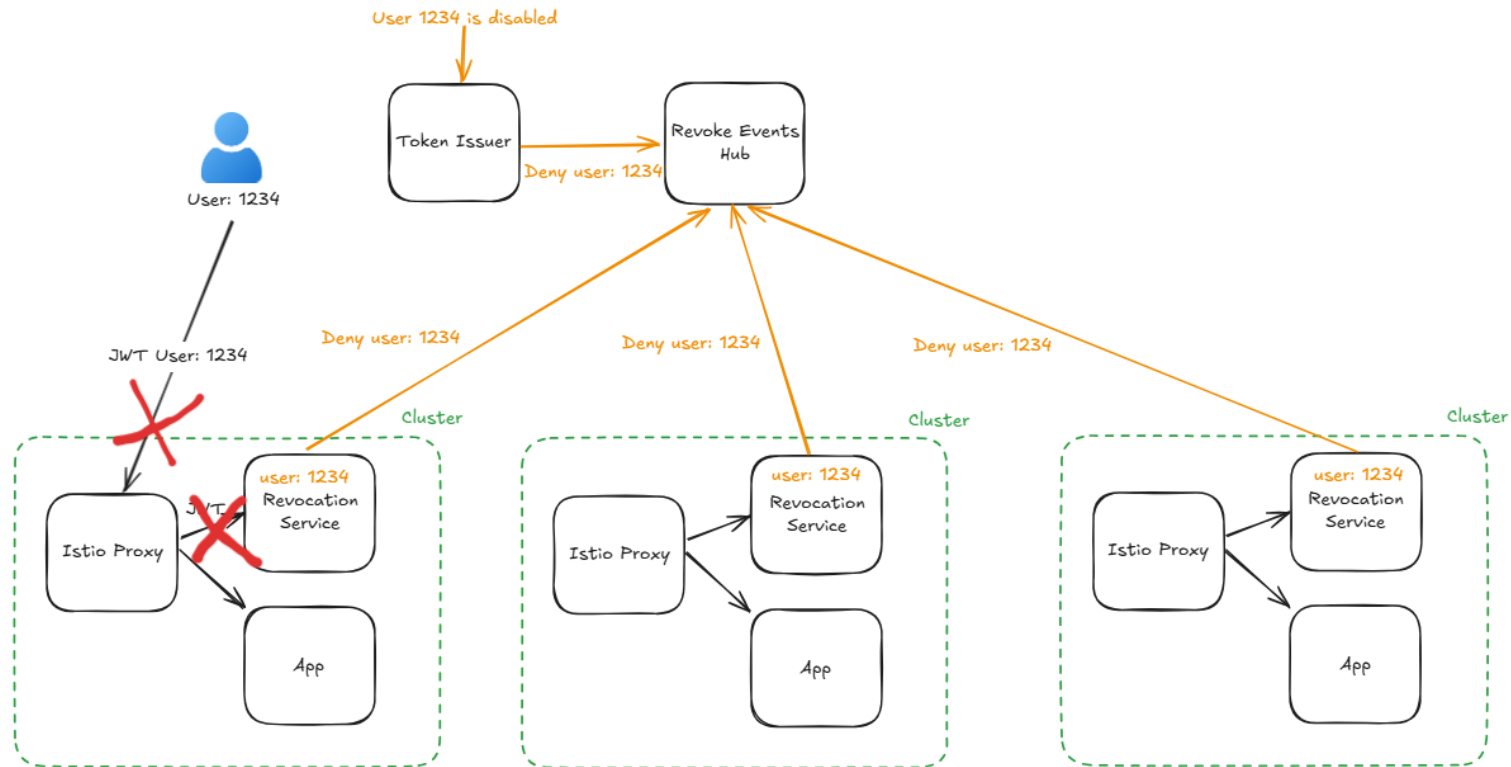 User 1234 is disabled
Token Issuer
Revoke Events
Hub
Deny user: 1234
User: 1234
JWT User: 1234
Deny user: 1234
Deny user: 1234
Deny user: 1234
Cluster
Cluster
Cluster
user: 1234
Revocation
Service
JWT
Istio Proxy
App
user: 1234
Revocation
Service
Istio Proxy
App
user: 1234
Revocation
Service
Istio Proxy
App